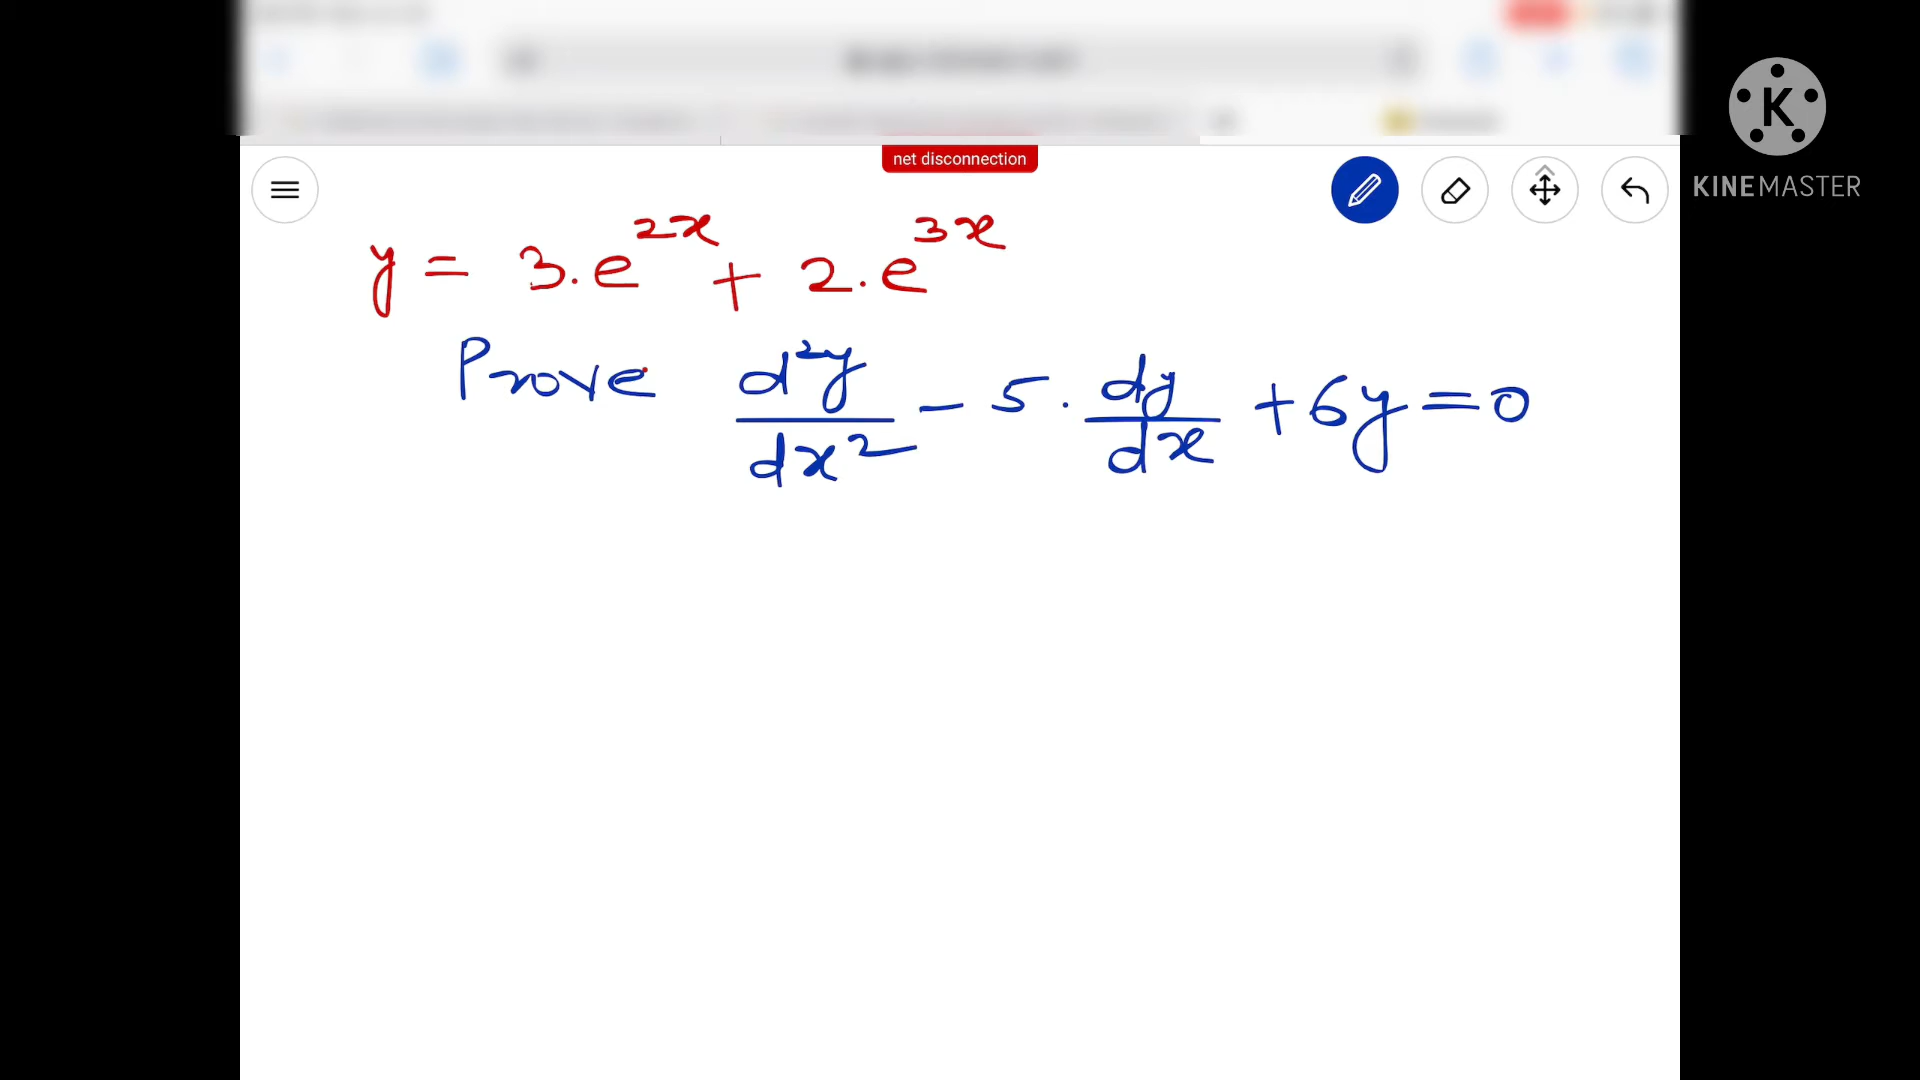 K
KINEMASTER
net disconnection
y = 3.e^2x + 2.e^3x
Prove d²y/dx² - 5.dy/dx + 6y = 0